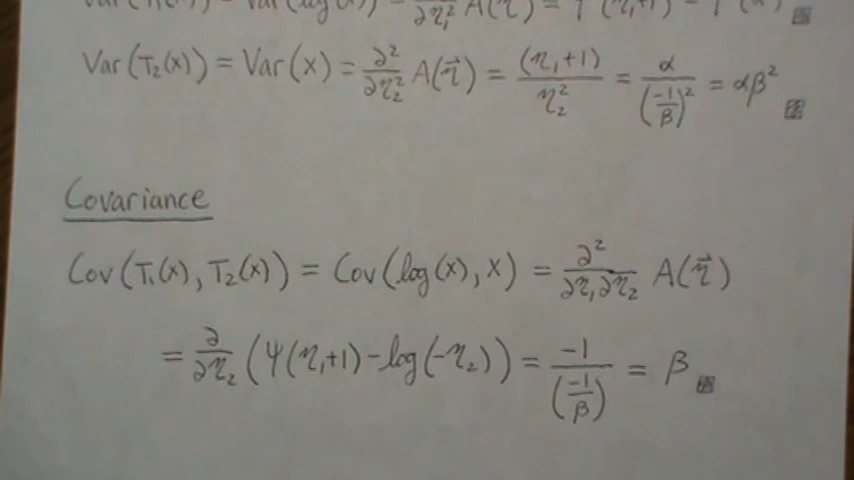 Var(T₂(x)) = Var(x) = ∂²/∂η₂² A(η⃗) = (η₁+1)/η₂² = α/(-1/β)² = αβ²
Covariance
Cov(T₁(x), T₂(x)) = Cov(log(x), x) = ∂²/∂η₁∂η₂ A(η⃗)
= ∂/∂η₂ (Ψ(η₁+1) - log(-η₂)) = -1/(-1/β) = β